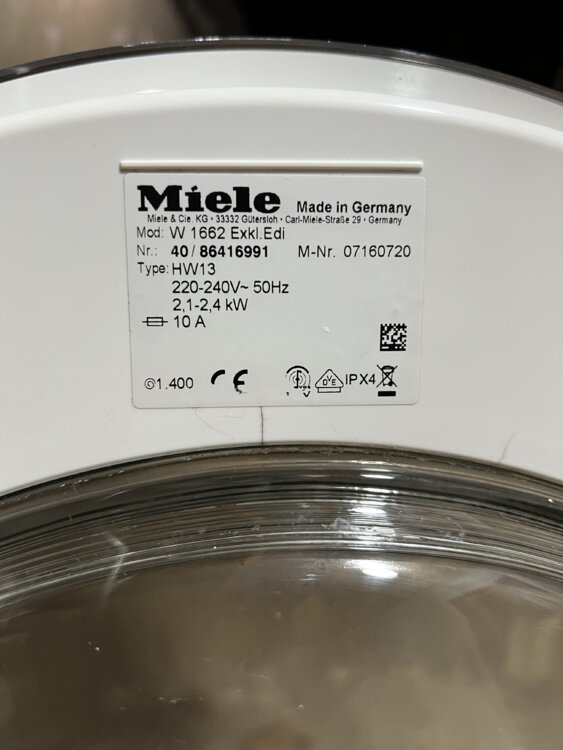 Miele Made in Germany
Miele & Cie. KG · 33332 Gütersloh · Carl-Miele-Straße 29 · Germany
Mod: W 1662 Exkl.Edi
Nr.: 40 / 86416991 M-Nr. 07160720
Type: HW13
220-240V~ 50Hz
2,1-2,4 kW
10 A
1.400 CE VDE IPX4